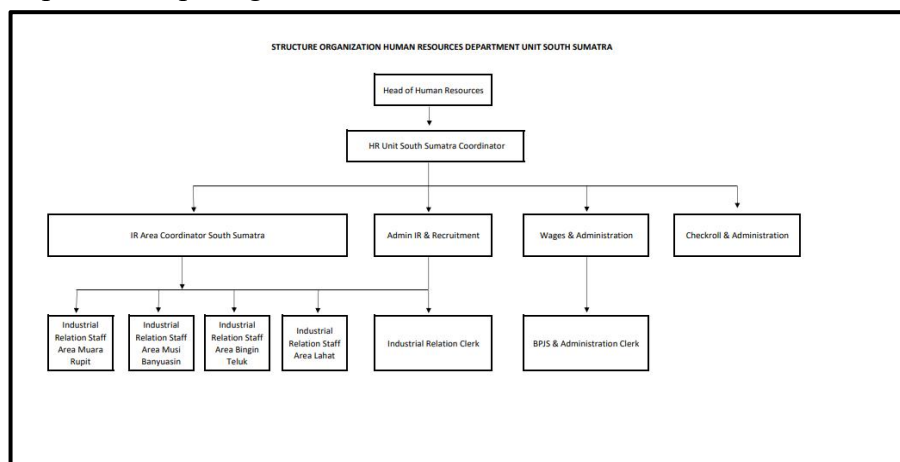 STRUCTURE ORGANIZATION HUMAN RESOURCES DEPARTMENT UNIT SOUTH SUMATRA
Head of Human Resources
HR Unit South Sumatra Coordinator
IR Area Coordinator South Sumatra
Admin IR & Recruitment
Wages & Administration
Checkroll & Administration
Industrial
Relation Staff
Area Muara
Rupit
Industrial
Relation Staff
Area Musi
Banyuasin
Industrial
Relation Staff
Area Bingin
Teluk
Industrial
Relation Staff
Area Lahat
Industrial Relation Clerk
BPJS & Administration Clerk